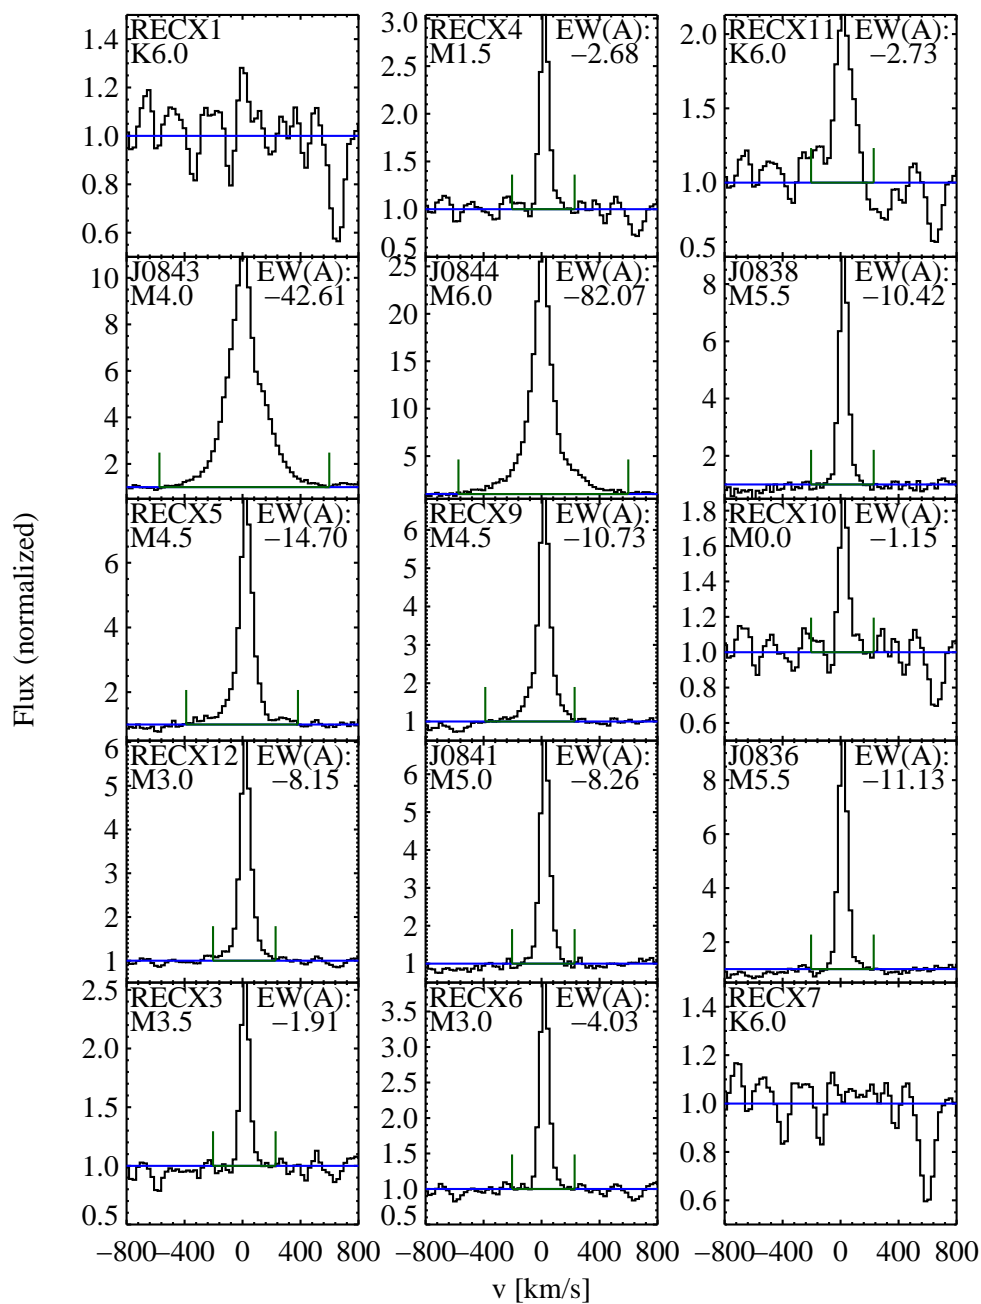 RECX1
K6.0
1.4
1.2
1.0
0.8
0.6
RECX4 EW(A):
M1.5 −2.68
3.0
2.5
2.0
1.5
1.0
0.5
RECX11 EW(A):
K6.0 −2.73
2.0
1.5
1.0
0.5
J0843 EW(A):
M4.0 −42.61
10
8
6
4
2
J0844 EW(A):
M6.0 −82.07
25
20
15
10
5
J0838 EW(A):
M5.5 −10.42
8
6
4
2
RECX5 EW(A):
M4.5 −14.70
6
4
2
RECX9 EW(A):
M4.5 −10.73
6
5
4
3
2
1
RECX10 EW(A):
M0.0 −1.15
1.8
1.6
1.4
1.2
1.0
0.8
0.6
RECX12 EW(A):
M3.0 −8.15
6
5
4
3
2
1
J0841 EW(A):
M5.0 −8.26
6
5
4
3
2
1
J0836 EW(A):
M5.5 −11.13
8
6
4
2
RECX3 EW(A):
M3.5 −1.91
2.5
2.0
1.5
1.0
0.5
RECX6 EW(A):
M3.0 −4.03
3.5
3.0
2.5
2.0
1.5
1.0
0.5
RECX7
K6.0
1.4
1.2
1.0
0.8
0.6
Flux (normalized)
−800−400 0 400 800
−800−400 0 400 800
−800−400 0 400 800
v [km/s]